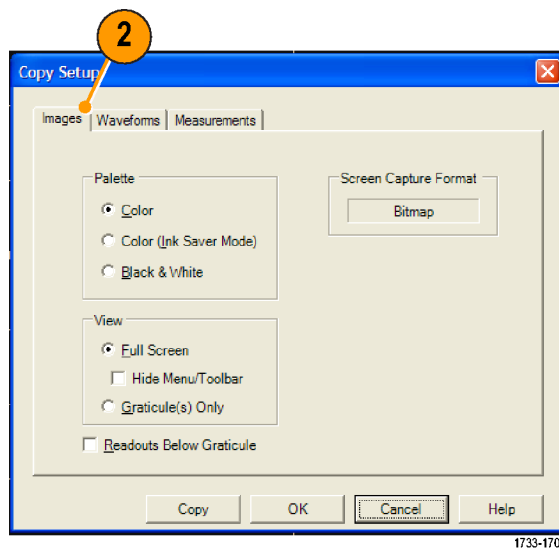 2
Copy Setup
Images Waveforms Measurements
Palette
Color
Color (Ink Saver Mode)
Black & White
Screen Capture Format
Bitmap
View
Full Screen
Hide Menu/Toolbar
Graticule(s) Only
Readouts Below Graticule
Copy OK Cancel Help
1733-170